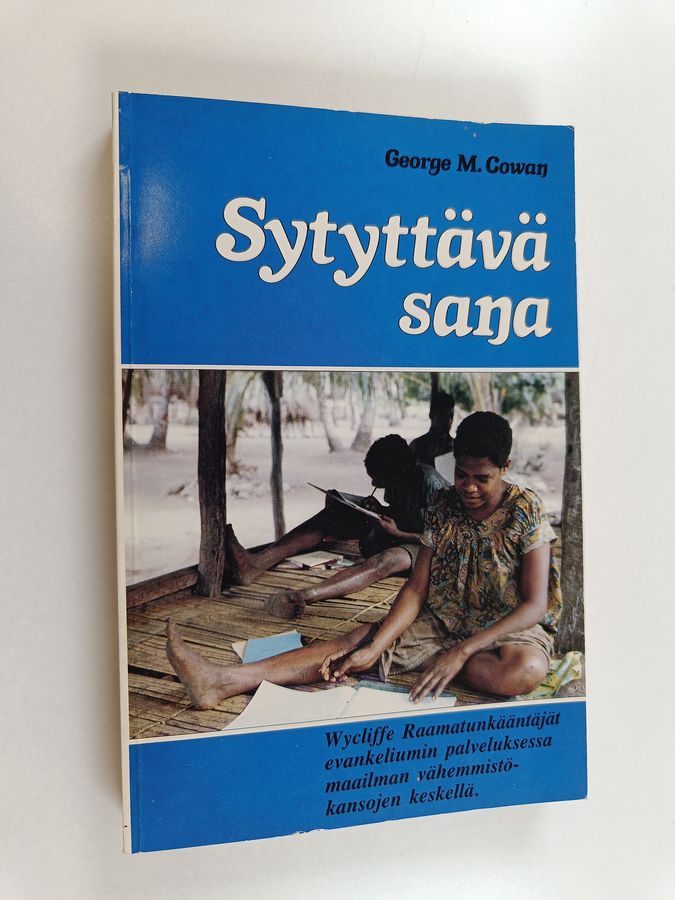 George M. Cowan
Sytyttävä
sana
Wycliffe Raamatunkääntäjät
evankeliumin palveluksessa
maailman vähemmistö-
kansojen keskellä.